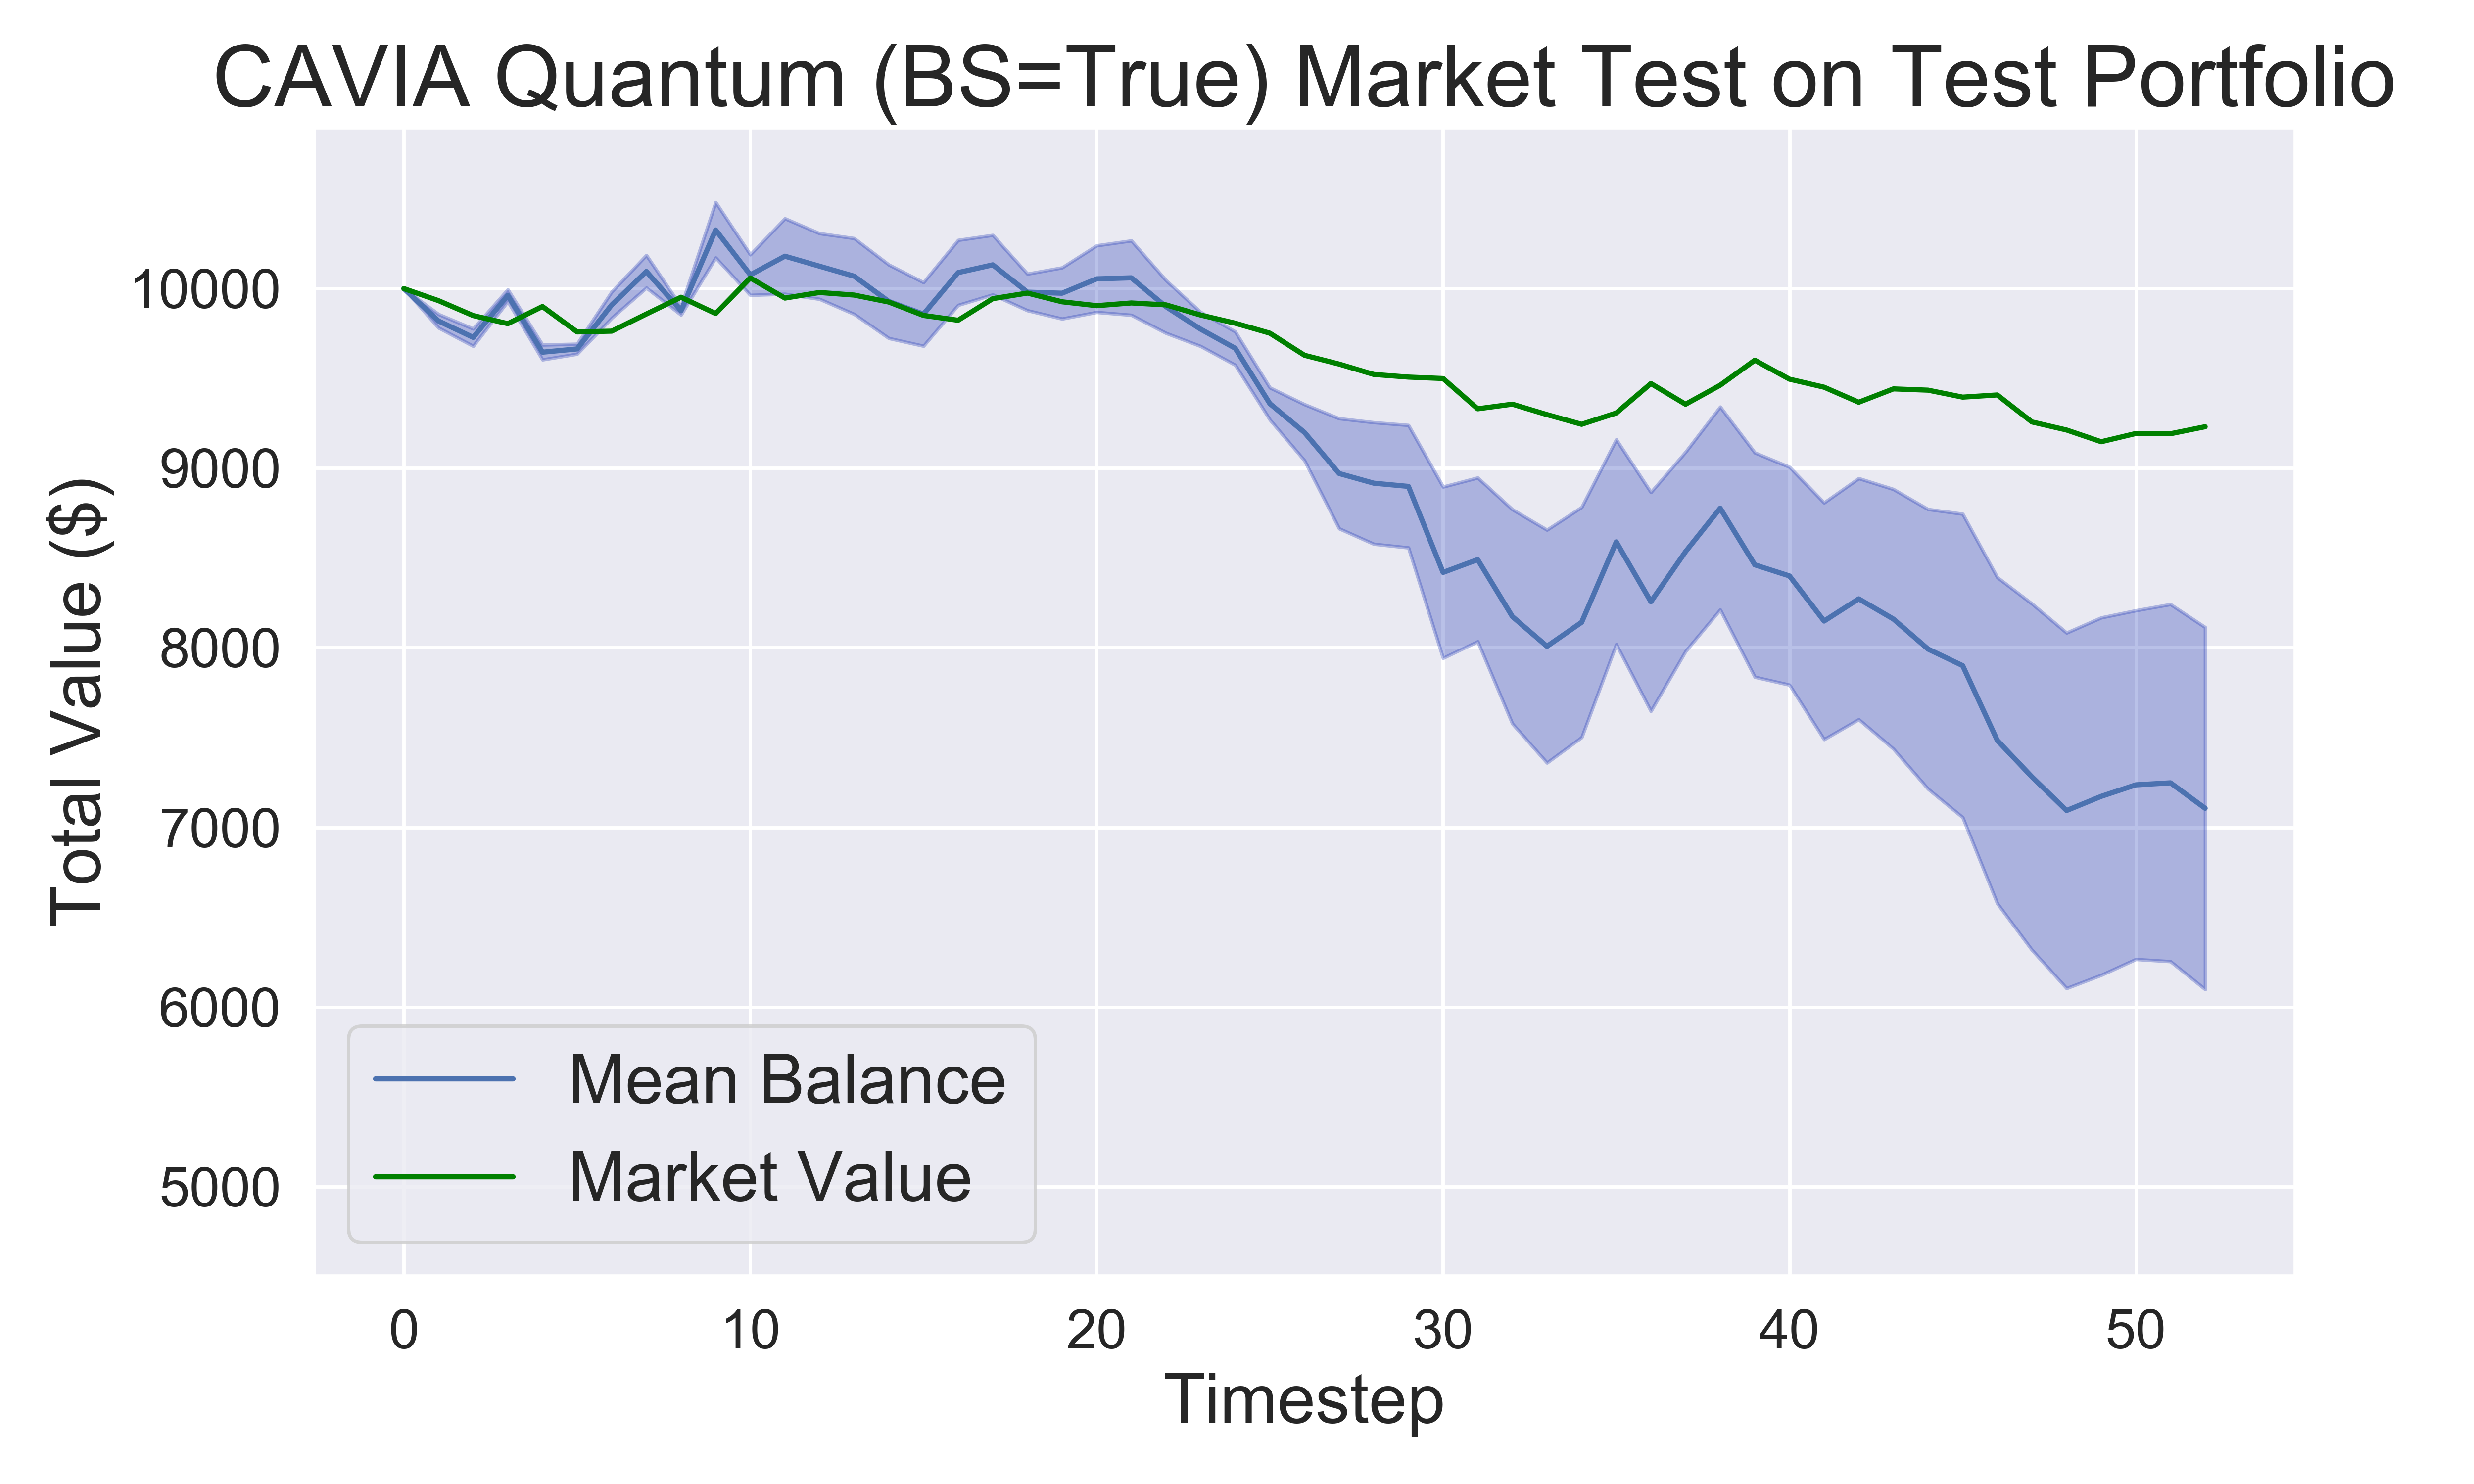 CAVIA Quantum (BS=True) Market Test on Test Portfolio
Total Value ($)
10000
9000
8000
7000
6000
5000
Mean Balance
Market Value
0 10 20 30 40 50
Timestep